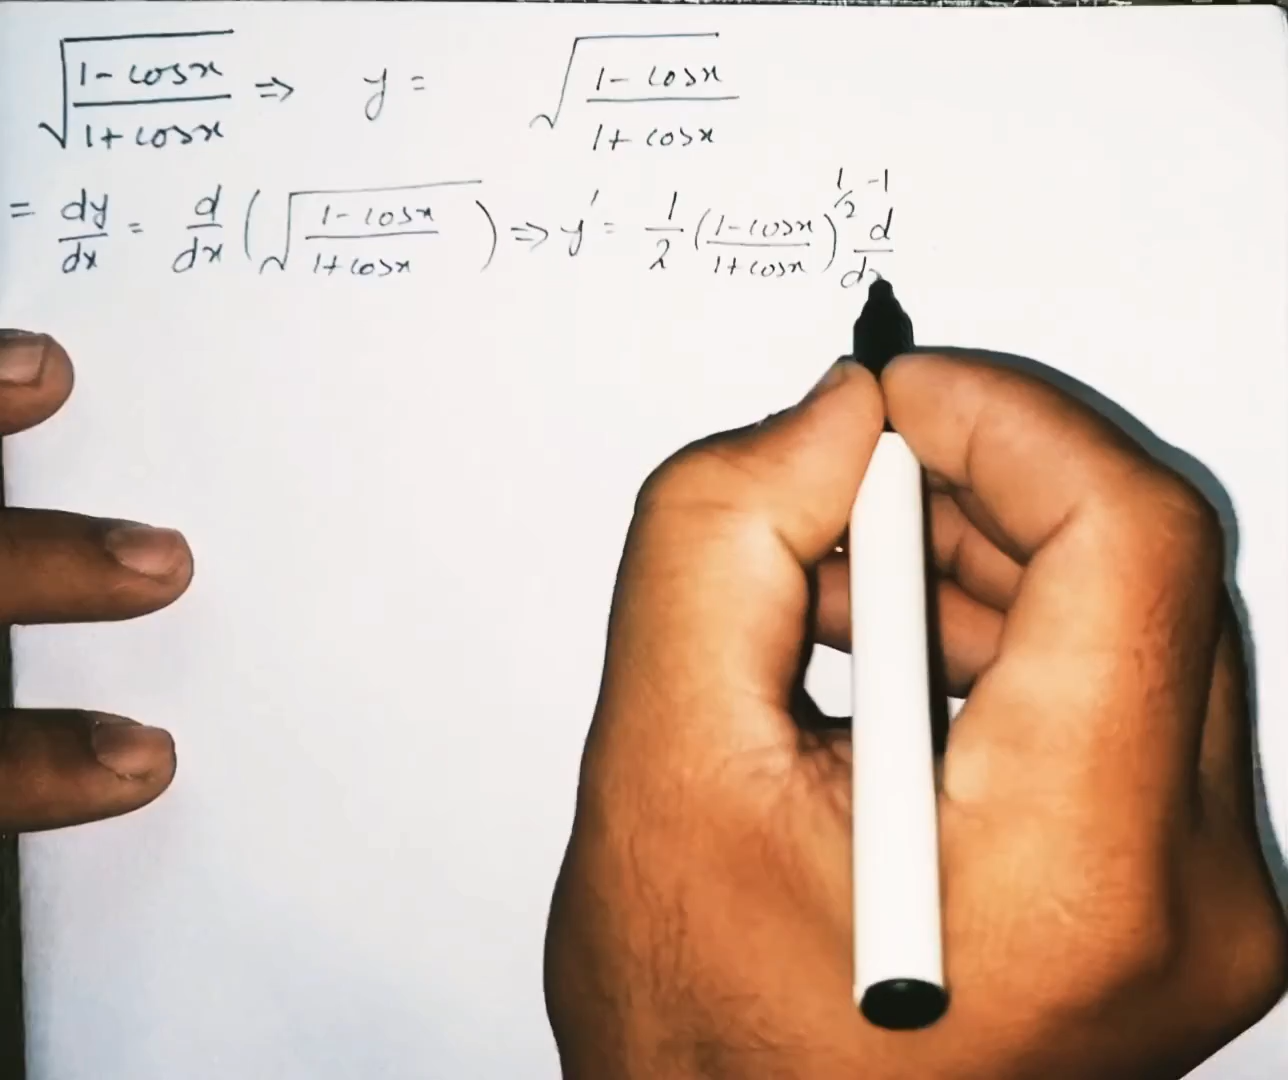 √((1-cosx)/(1+cosx)) ⇒ y = √((1-cosx)/(1+cosx))
= dy/dx = d/dx (√((1-cosx)/(1+cosx))) ⇒ y' = 1/2 ((1-cosx)/(1+cosx))^(1/2 -1) d/dx